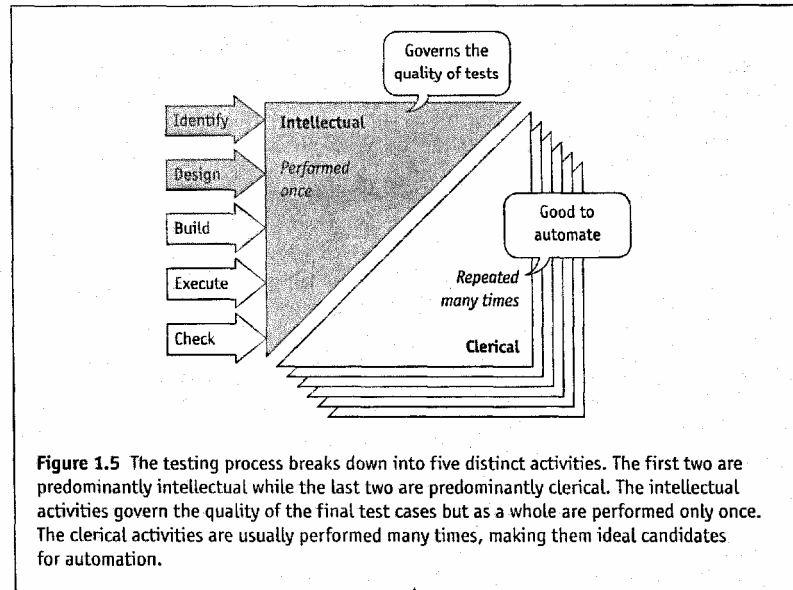 Governs the
quality of tests
Identify
Intellectual
Design
Performed
once
Build
Good to
automate
Execute
Repeated
many times
Check
Clerical
Figure 1.5 The testing process breaks down into five distinct activities. The first two are
predominantly intellectual while the last two are predominantly clerical. The intellectual
activities govern the quality of the final test cases but as a whole are performed only once.
The clerical activities are usually performed many times, making them ideal candidates
for automation.